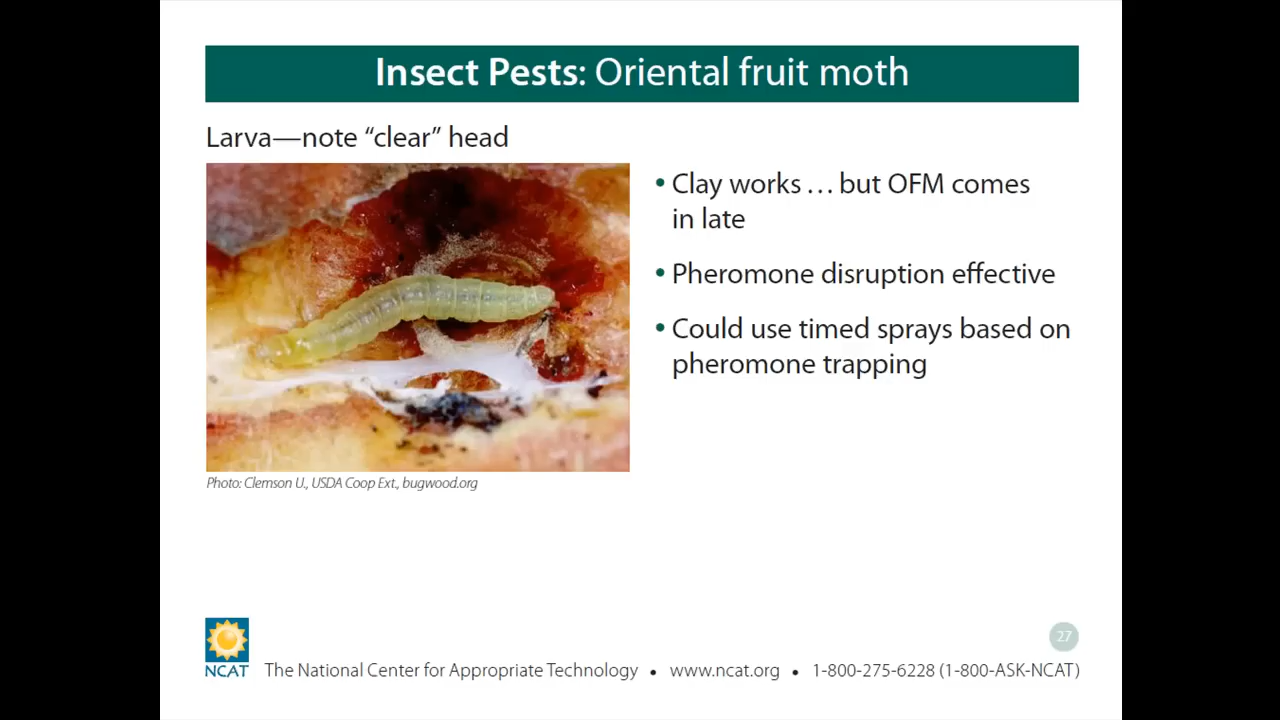 Insect Pests: Oriental fruit moth
Larva—note “clear” head
• Clay works … but OFM comes
in late
• Pheromone disruption effective
• Could use timed sprays based on
pheromone trapping
Photo: Clemson U., USDA Coop Ext., bugwood.org
27
NCAT
The National Center for Appropriate Technology • www.ncat.org • 1-800-275-6228 (1-800-ASK-NCAT)